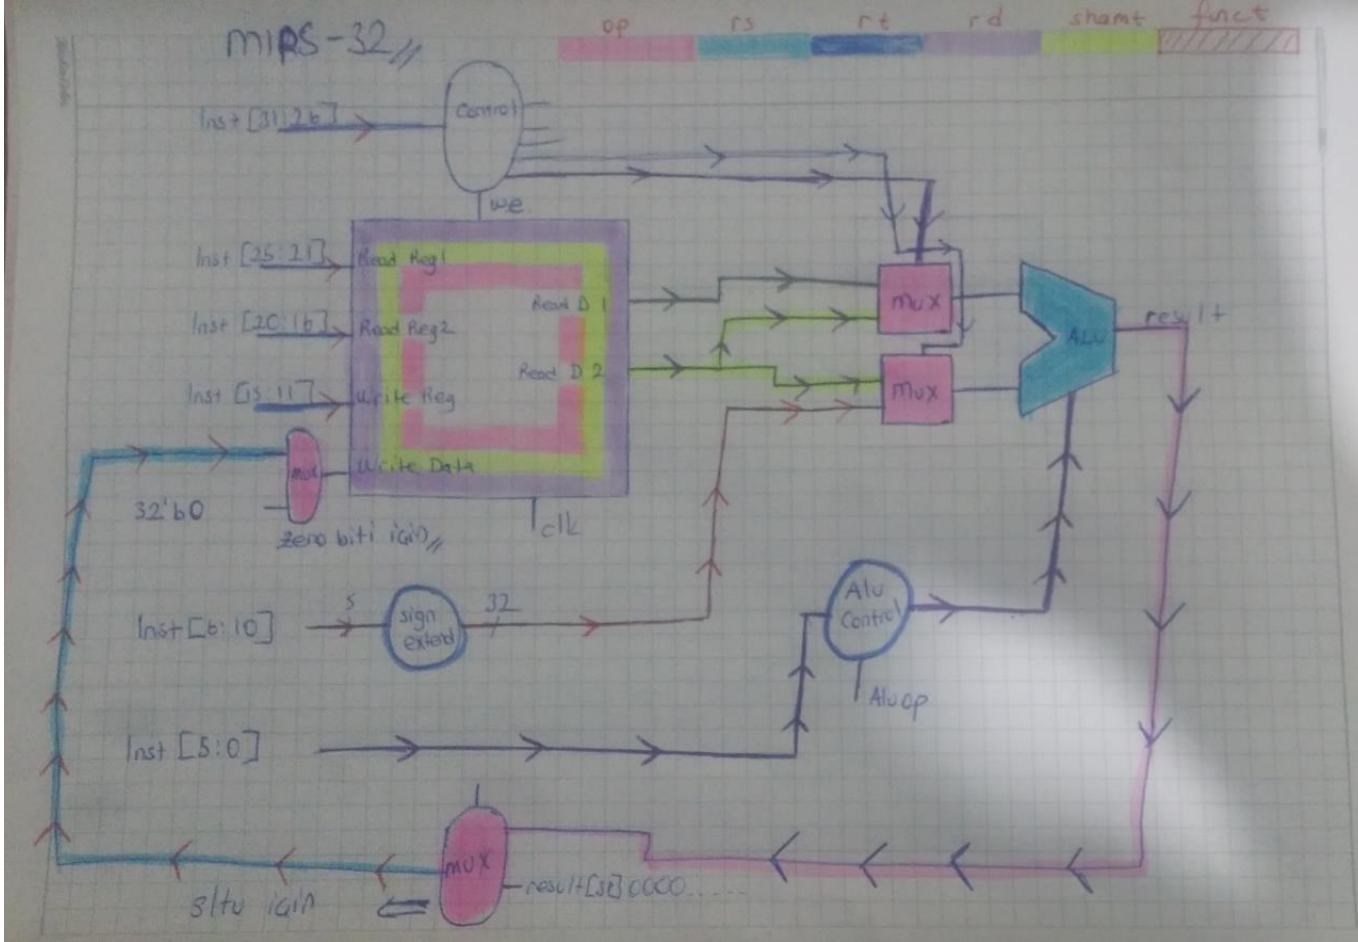 MIPS-32
op rs rt rd shamt funct
Inst [31:26]
Control
we
Inst [25:21]
Read Reg1
Read D 1
Inst [20:16]
Read Reg2
Read D 2
Inst [15:11]
Write Reg
mux
mux
ALU
result
mux
Write Data
32'b0
zero biti için
clk
Inst [6:10]
5
sign
extend
32
Alu
Control
Aluop
Inst [5:0]
mux
result[31]0000......
sltu için